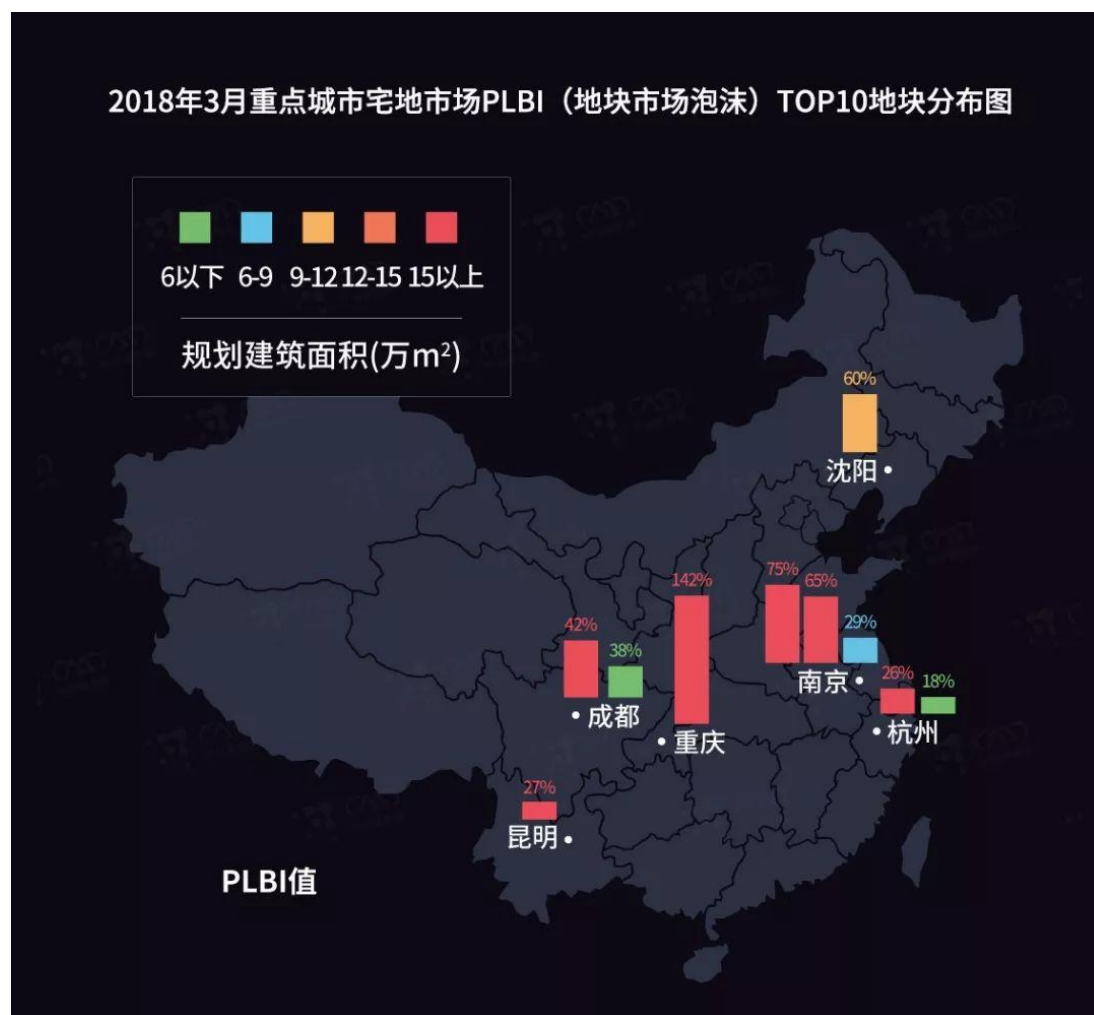 2018年3月重点城市宅地市场PLBI（地块市场泡沫）TOP10地块分布图
6以下 6-9 9-12 12-15 15以上
规划建筑面积(万m²)
60%
沈阳
142%
75%
65%
42%
38%
29%
南京
26%
18%
成都
重庆
杭州
27%
昆明
PLBI值